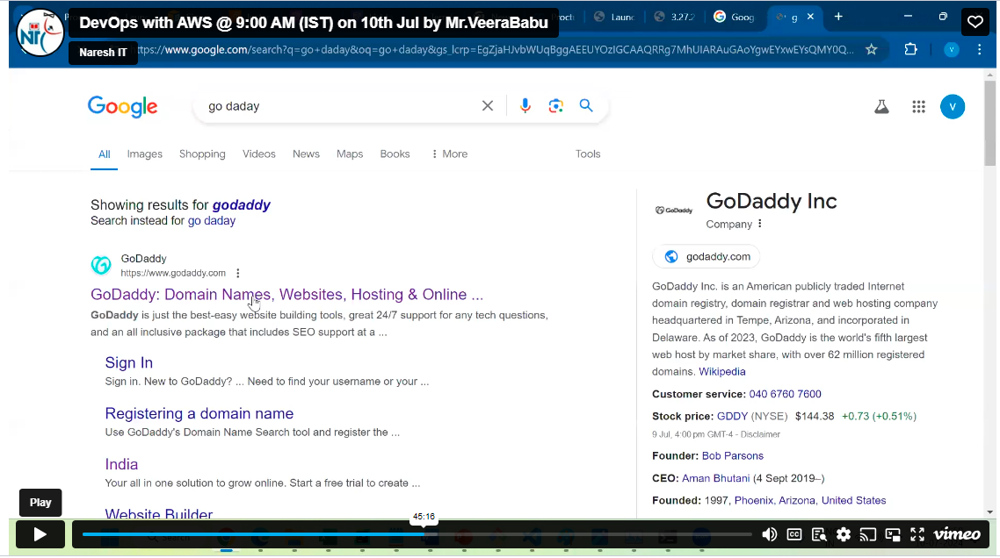 DevOps with AWS @ 9:00 AM (IST) on 10th Jul by Mr.VeeraBabu
Naresh IT
Launc
3.27.2
Goog
g
ttps://www.google.com/search?q=go+daday&oq=go+daday&gs_lcrp=EgZjaHJvbWUqBggAEEUYOzIGCAAQRRg7MhUIARAuGAoYgwEYxwEYsQMY0Q...
V
Google
go daday
V
All Images Shopping Videos News Maps Books More Tools
Showing results for godaddy
Search instead for go daday
GoDaddy
https://www.godaddy.com
GoDaddy: Domain Names, Websites, Hosting & Online ...
GoDaddy is just the best-easy website building tools, great 24/7 support for any tech questions,
and an all inclusive package that includes SEO support at a ...
Sign In
Sign in. New to GoDaddy? ... Need to find your username or your ...
Registering a domain name
Use GoDaddy's Domain Name Search tool and register the ...
India
Your all in one solution to grow online. Start a free trial to create ...
Website Builder
GoDaddy
GoDaddy Inc
Company
godaddy.com
GoDaddy Inc. is an American publicly traded Internet
domain registry, domain registrar and web hosting company
headquartered in Tempe, Arizona, and incorporated in
Delaware. As of 2023, GoDaddy is the world's fifth largest
web host by market share, with over 62 million registered
domains. Wikipedia
Customer service: 040 6760 7600
Stock price: GDDY (NYSE) $144.38 +0.73 (+0.51%)
9 Jul, 4:00 pm GMT-4 - Disclaimer
Founder: Bob Parsons
CEO: Aman Bhutani (4 Sept 2019–)
Founded: 1997, Phoenix, Arizona, United States
Play
45:16
CC
vimeo